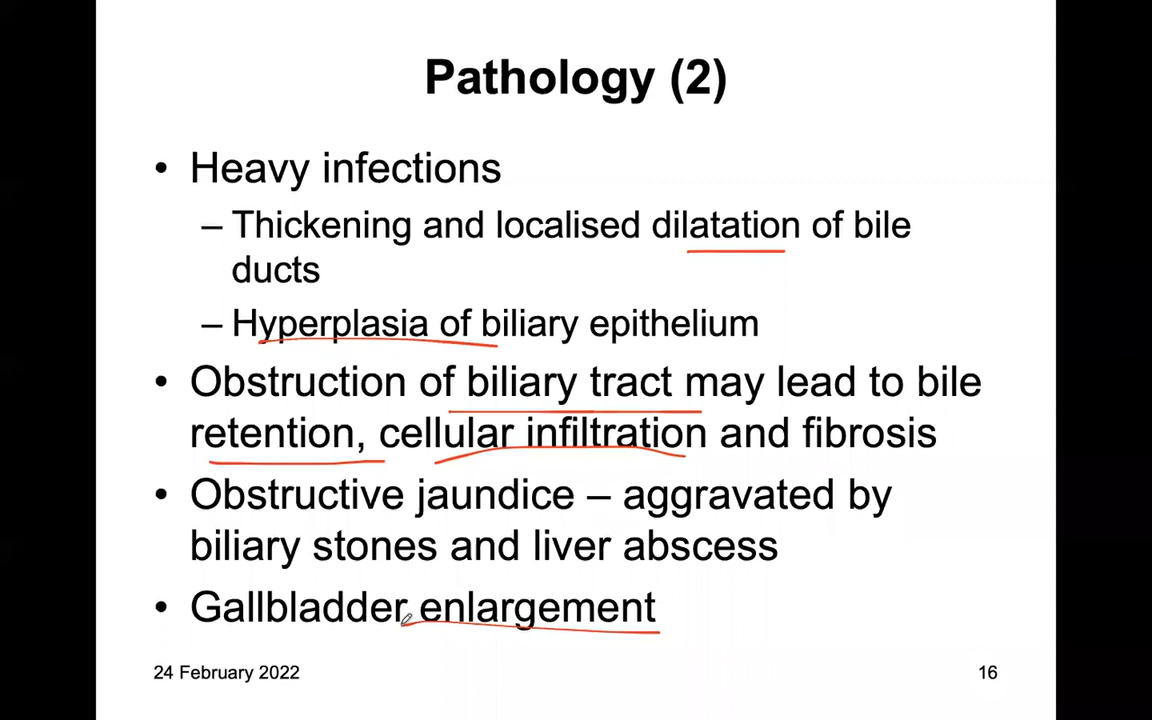 Pathology (2)
• Heavy infections
– Thickening and localised dilatation of bile
ducts
– Hyperplasia of biliary epithelium
• Obstruction of biliary tract may lead to bile
retention, cellular infiltration and fibrosis
• Obstructive jaundice – aggravated by
biliary stones and liver abscess
• Gallbladder enlargement
24 February 2022
16